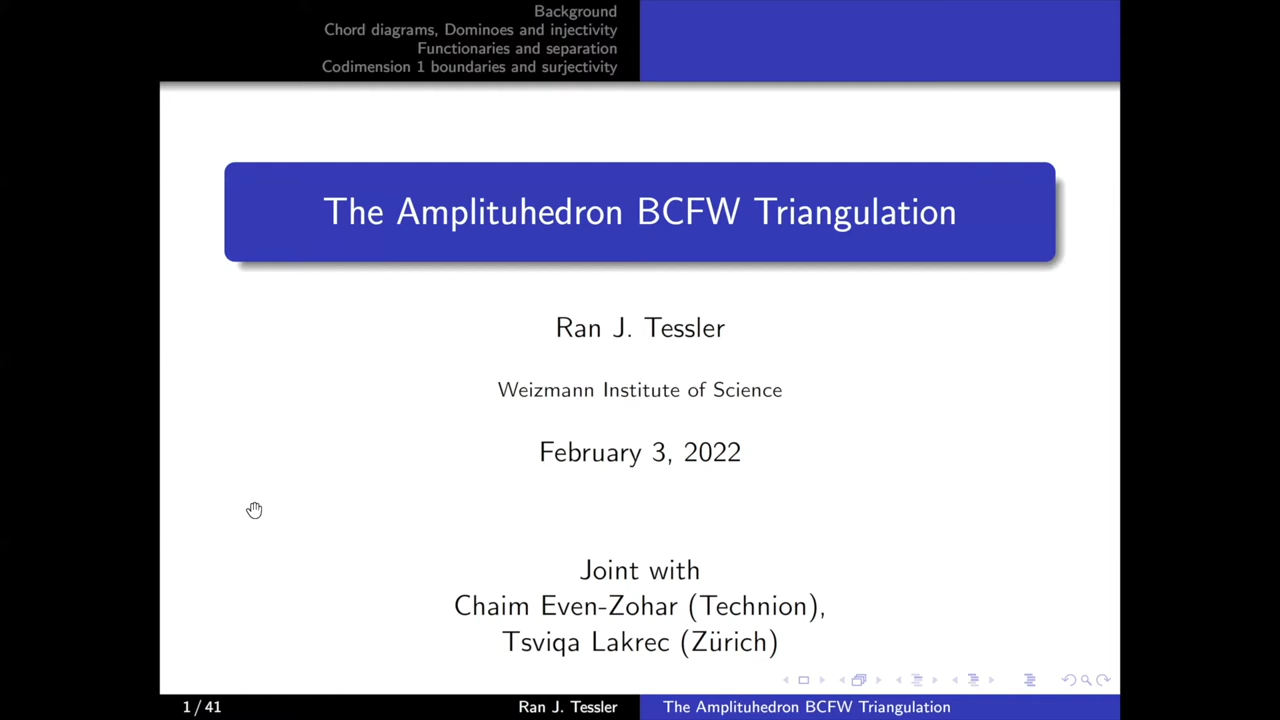 Background
Chord diagrams, Dominoes and injectivity
Functionaries and separation
Codimension 1 boundaries and surjectivity
The Amplituhedron BCFW Triangulation
Ran J. Tessler
Weizmann Institute of Science
February 3, 2022
Joint with
Chaim Even-Zohar (Technion),
Tsviqa Lakrec (Zürich)
1 / 41 Ran J. Tessler The Amplituhedron BCFW Triangulation